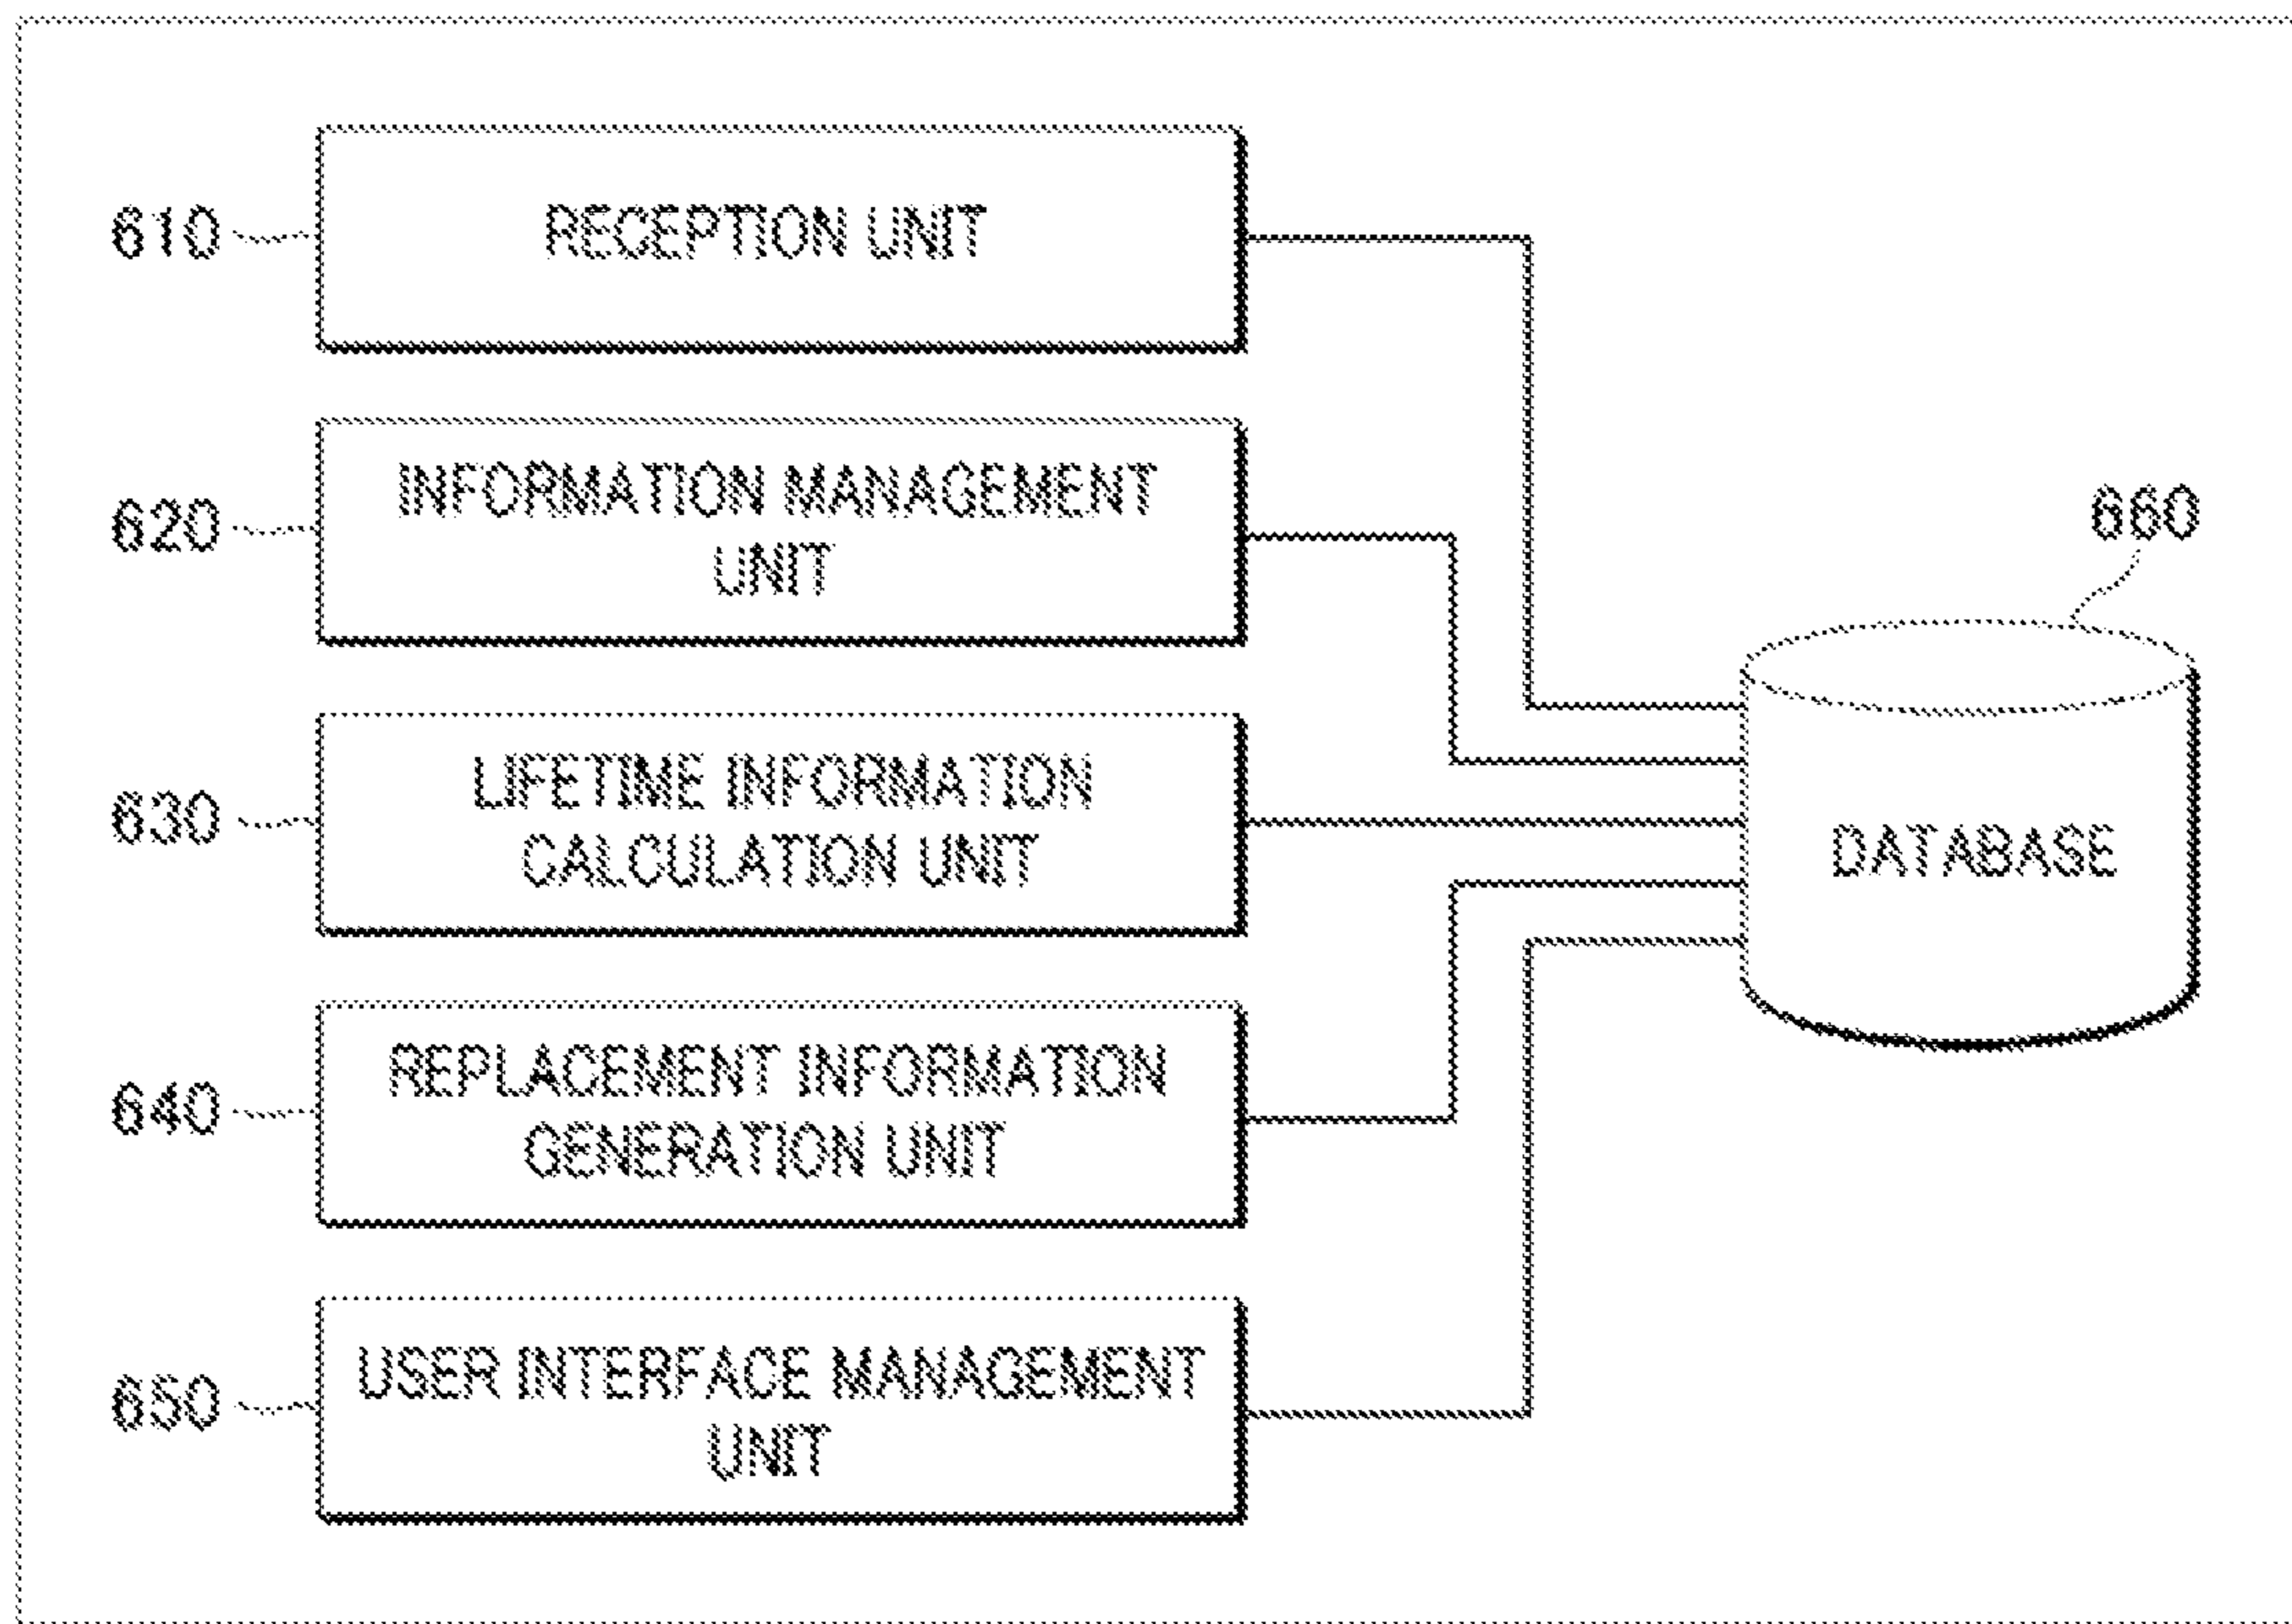 610
RECEPTION UNIT
620
INFORMATION MANAGEMENT
UNIT
660
630
LIFETIME INFORMATION
CALCULATION UNIT
DATABASE
640
REPLACEMENT INFORMATION
GENERATION UNIT
650
USER INTERFACE MANAGEMENT
UNIT